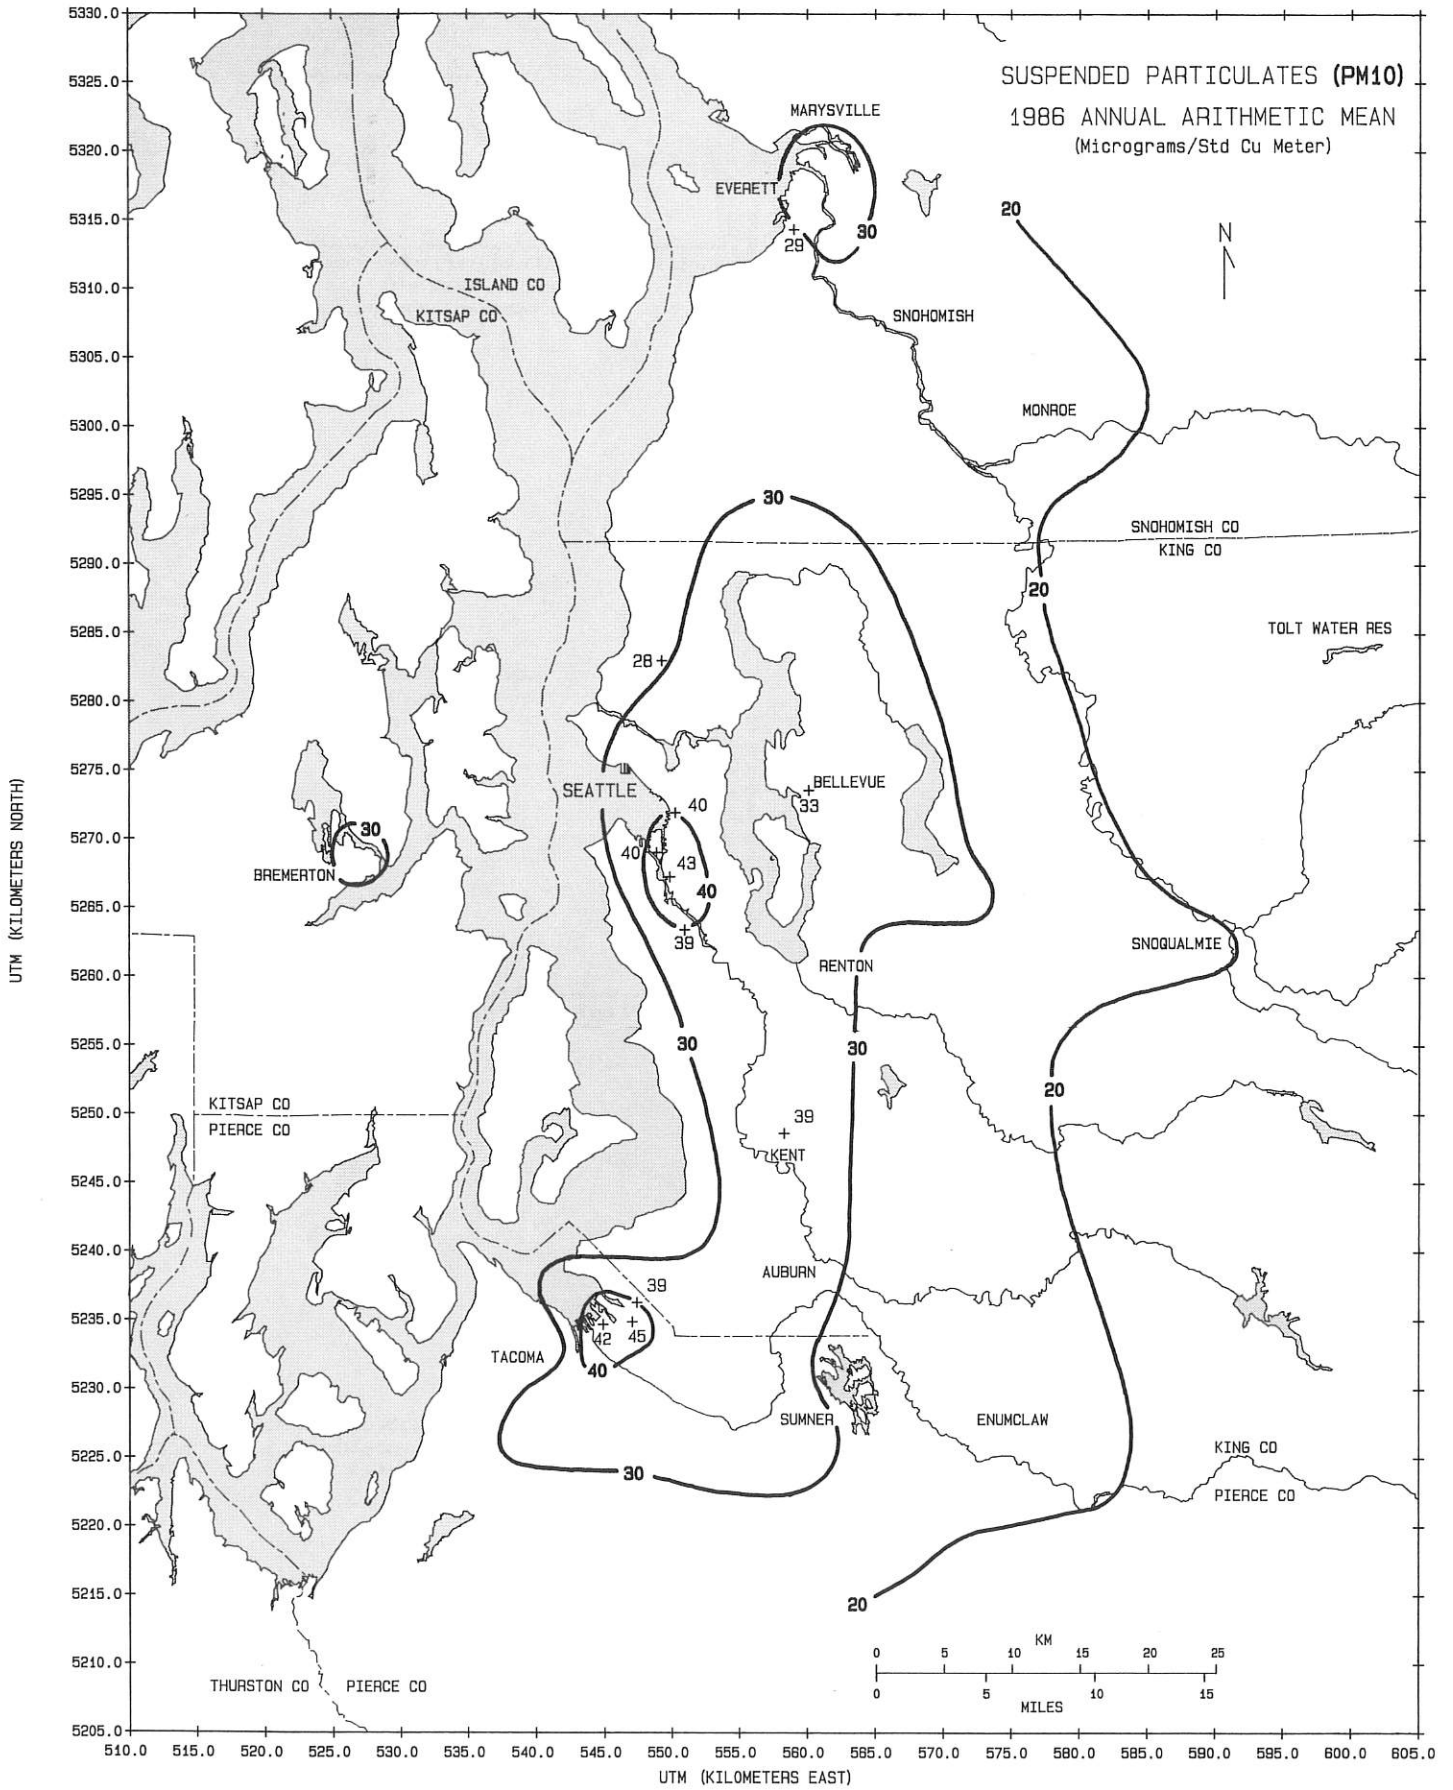 SUSPENDED PARTICULATES (PM10)
1986 ANNUAL ARITHMETIC MEAN
(Micrograms/Std Cu Meter)
5330.0
5325.0
5320.0
5315.0
5310.0
5305.0
5300.0
5295.0
5290.0
5285.0
5280.0
5275.0
5270.0
5265.0
5260.0
5255.0
5250.0
5245.0
5240.0
5235.0
5230.0
5225.0
5220.0
5215.0
5210.0
5205.0
UTM (KILOMETERS NORTH)
MARYSVILLE
EVERETT
20
30
29
N
ISLAND CO
KITSAP CO
SNOHOMISH
MONROE
30
SNOHOMISH CO
KING CO
20
TOLT WATER RES
28
SEATTLE
BELLEVUE
33
40
30
40
43
BREMERTON
40
39
SNOQUALMIE
RENTON
30
30
20
KITSAP CO
PIERCE CO
39
KENT
AUBURN
39
42
45
TACOMA
40
SUMNER
ENUMCLAW
KING CO
30
PIERCE CO
20
KM
0 5 10 15 20 25
0 5 10 15
MILES
THURSTON CO
PIERCE CO
510.0 515.0 520.0 525.0 530.0 535.0 540.0 545.0 550.0 555.0 560.0 565.0 570.0 575.0 580.0 585.0 590.0 595.0 600.0 605.0
UTM (KILOMETERS EAST)